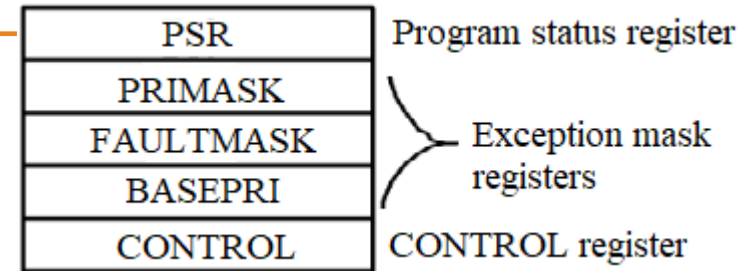 PSR Program status register
PRIMASK
FAULTMASK Exception mask
BASEPRI registers
CONTROL CONTROL register